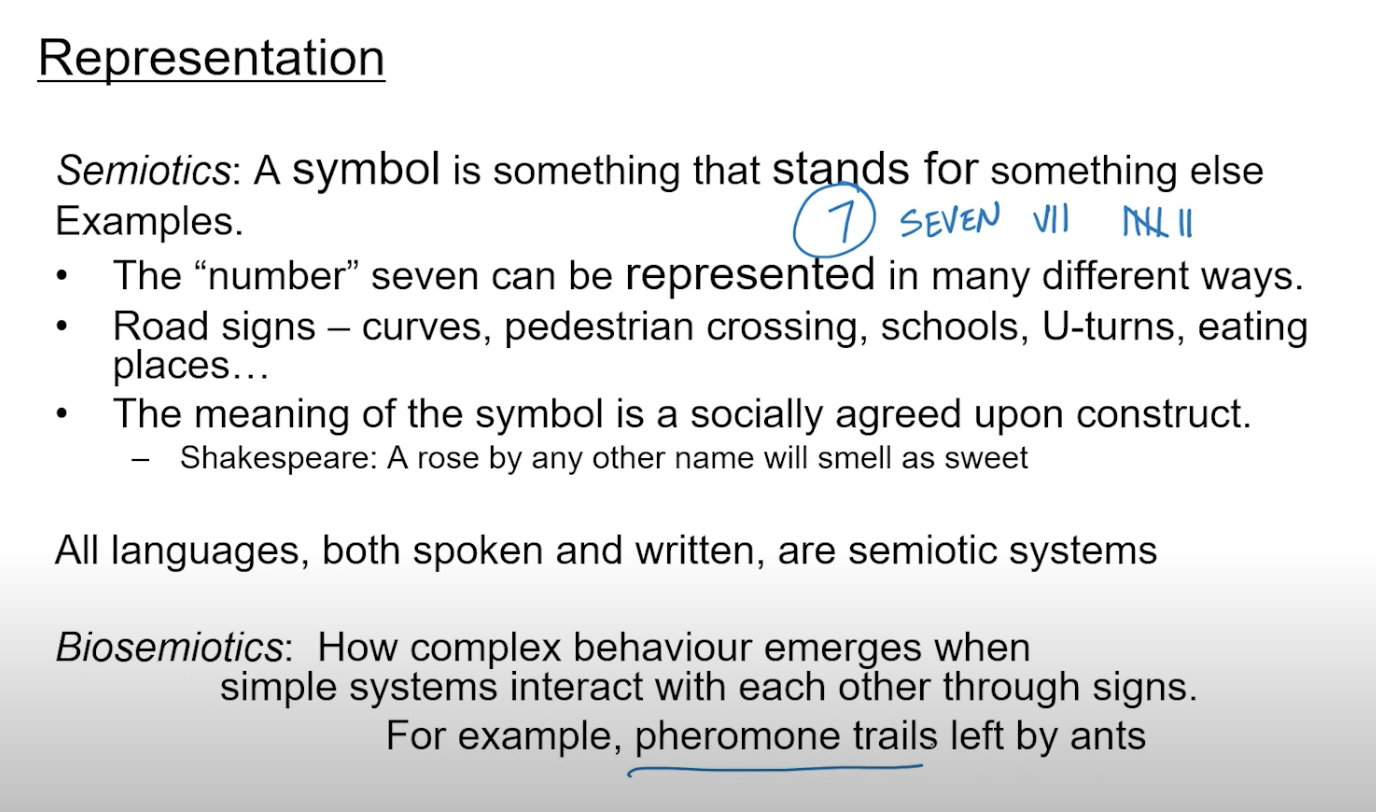 Representation
Semiotics: A symbol is something that stands for something else
Examples.
7 SEVEN VII 𝍸 II
• The “number” seven can be represented in many different ways.
• Road signs – curves, pedestrian crossing, schools, U-turns, eating
places…
• The meaning of the symbol is a socially agreed upon construct.
– Shakespeare: A rose by any other name will smell as sweet
All languages, both spoken and written, are semiotic systems
Biosemiotics: How complex behaviour emerges when
simple systems interact with each other through signs.
For example, pheromone trails left by ants